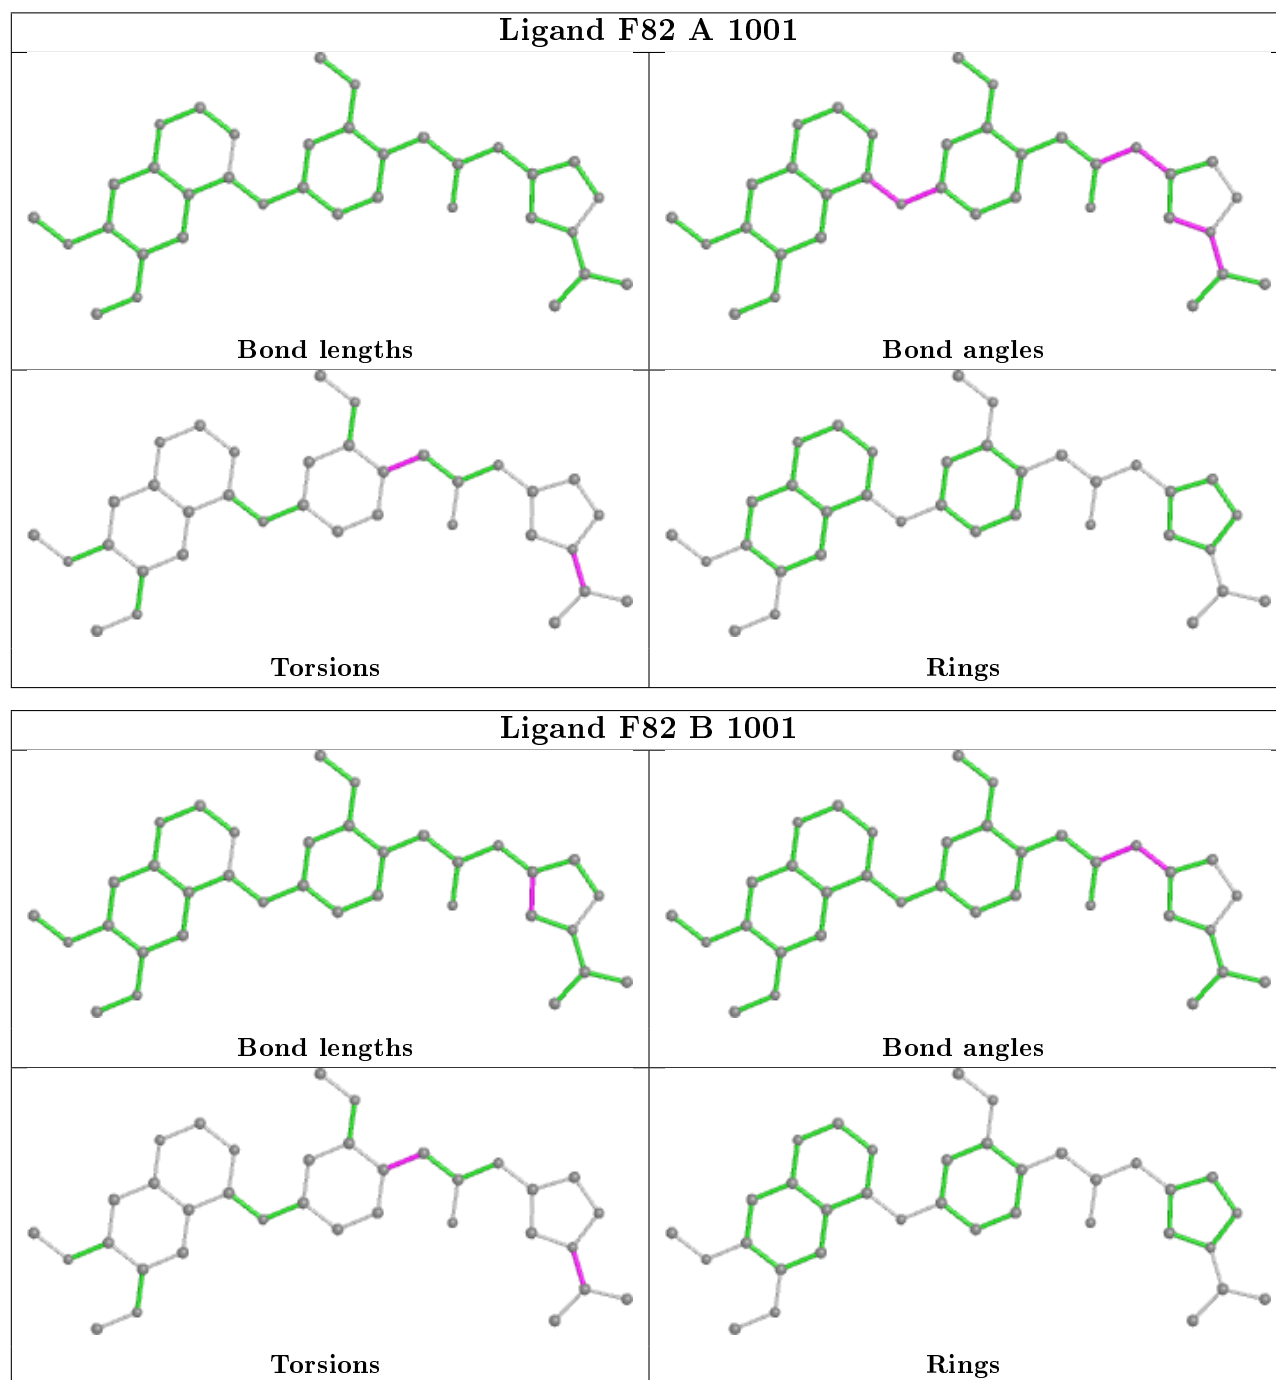 Ligand F82 A 1001
Bond lengths
Bond angles
Torsions
Rings
Ligand F82 B 1001
Bond lengths
Bond angles
Torsions
Rings